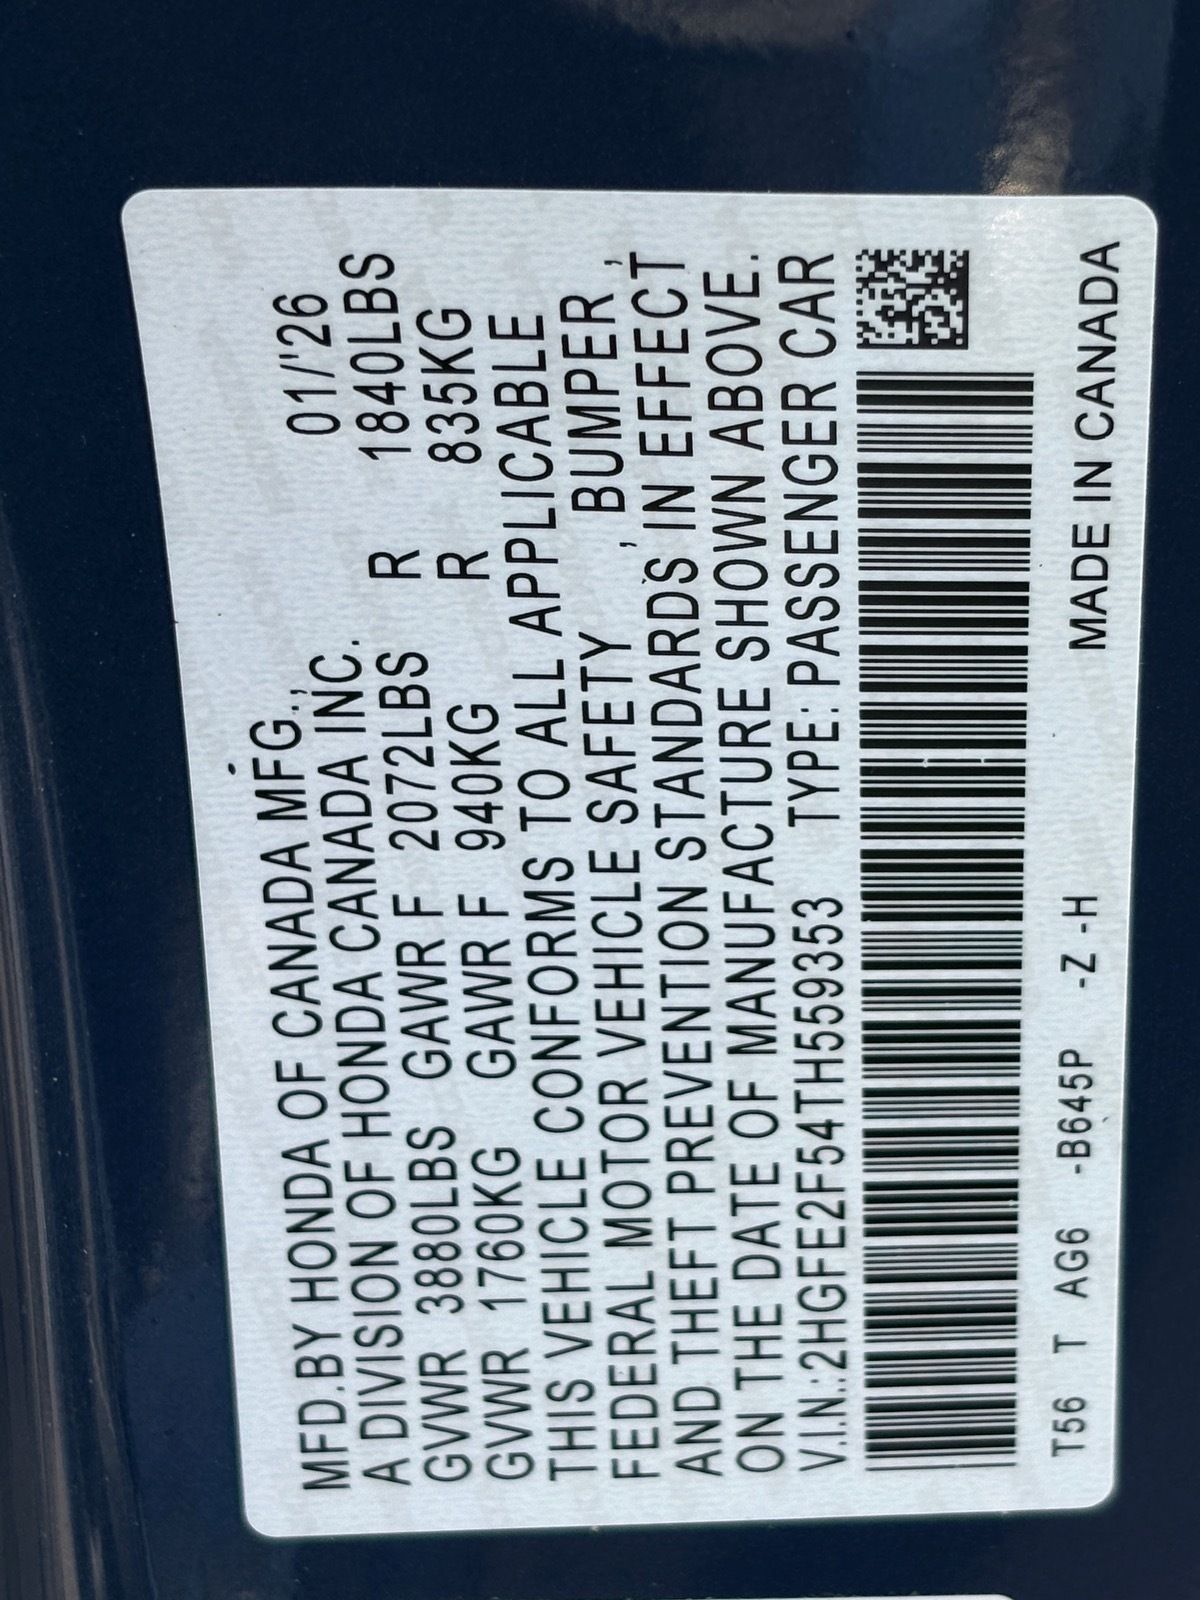 MFD.BY HONDA OF CANADA MFG.,
A DIVISION OF HONDA CANADA INC. 01/'26
GVWR 3880LBS GAWR F 2072LBS R 1840LBS
GVWR 1760KG GAWR F 940KG R 835KG
THIS VEHICLE CONFORMS TO ALL APPLICABLE
FEDERAL MOTOR VEHICLE SAFETY, BUMPER,
AND THEFT PREVENTION STANDARDS IN EFFECT
ON THE DATE OF MANUFACTURE SHOWN ABOVE.
V.I.N.:2HGFE2F54TH559353 TYPE: PASSENGER CAR
T56 T AG6 -B645P -Z -H MADE IN CANADA